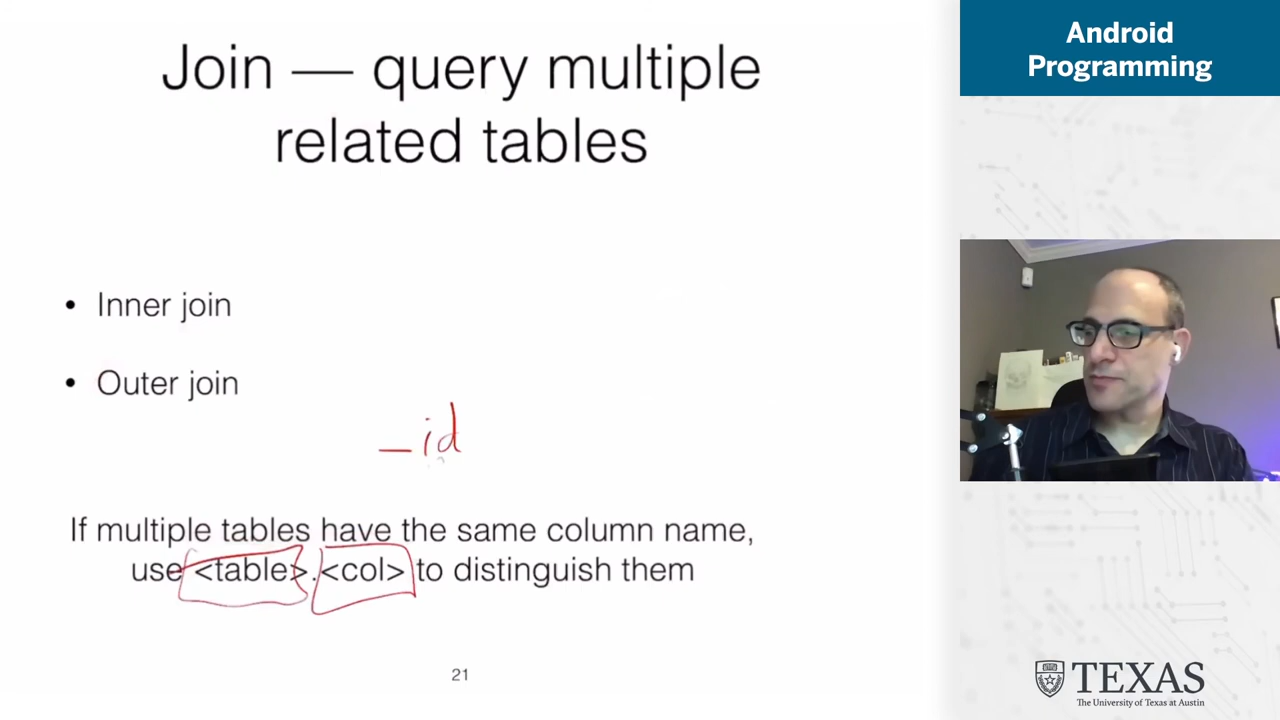 Join — query multiple
related tables
• Inner join
• Outer join
_id
If multiple tables have the same column name,
use <table>.<col> to distinguish them
21
Android
Programming
TEXAS
The University of Texas at Austin